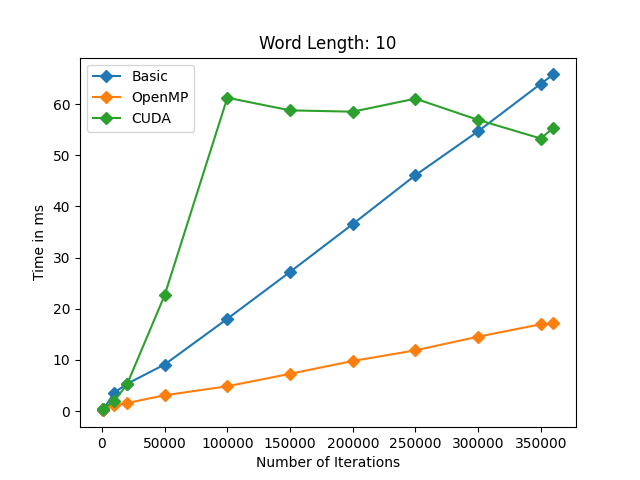 Word Length: 10
Basic
OpenMP
CUDA
60
50
40
30
20
10
0
Time in ms
0 50000 100000 150000 200000 250000 300000 350000
Number of Iterations